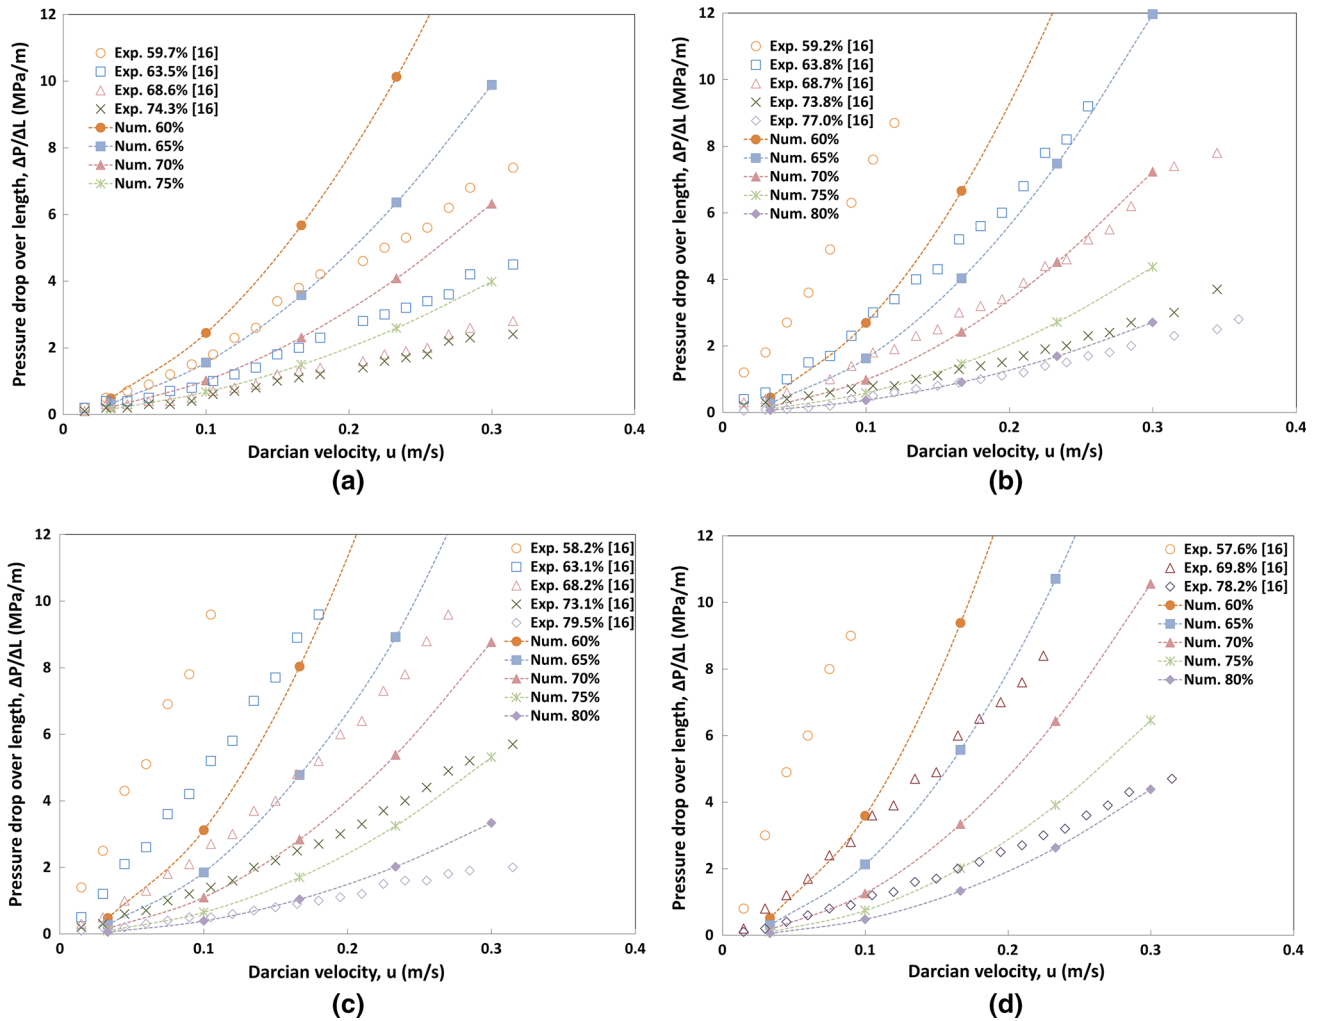 12
10
8
6
4
2
0
Pressure drop over length, ΔP/ΔL (MPa/m)
Exp. 59.7% [16]
Exp. 63.5% [16]
Exp. 68.6% [16]
Exp. 74.3% [16]
Num. 60%
Num. 65%
Num. 70%
Num. 75%
0 0.1 0.2 0.3 0.4
Darcian velocity, u (m/s)
(a)
12
10
8
6
4
2
0
Pressure drop over length, ΔP/ΔL (MPa/m)
Exp. 59.2% [16]
Exp. 63.8% [16]
Exp. 68.7% [16]
Exp. 73.8% [16]
Exp. 77.0% [16]
Num. 60%
Num. 65%
Num. 70%
Num. 75%
Num. 80%
0 0.1 0.2 0.3 0.4
Darcian velocity, u (m/s)
(b)
12
10
8
6
4
2
0
Pressure drop over length, ΔP/ΔL (MPa/m)
Exp. 58.2% [16]
Exp. 63.1% [16]
Exp. 68.2% [16]
Exp. 73.1% [16]
Exp. 79.5% [16]
Num. 60%
Num. 65%
Num. 70%
Num. 75%
Num. 80%
0 0.1 0.2 0.3 0.4
Darcian velocity, u (m/s)
(c)
12
10
8
6
4
2
0
Pressure drop over length, ΔP/ΔL (MPa/m)
Exp. 57.6% [16]
Exp. 69.8% [16]
Exp. 78.2% [16]
Num. 60%
Num. 65%
Num. 70%
Num. 75%
Num. 80%
0 0.1 0.2 0.3 0.4
Darcian velocity, u (m/s)
(d)